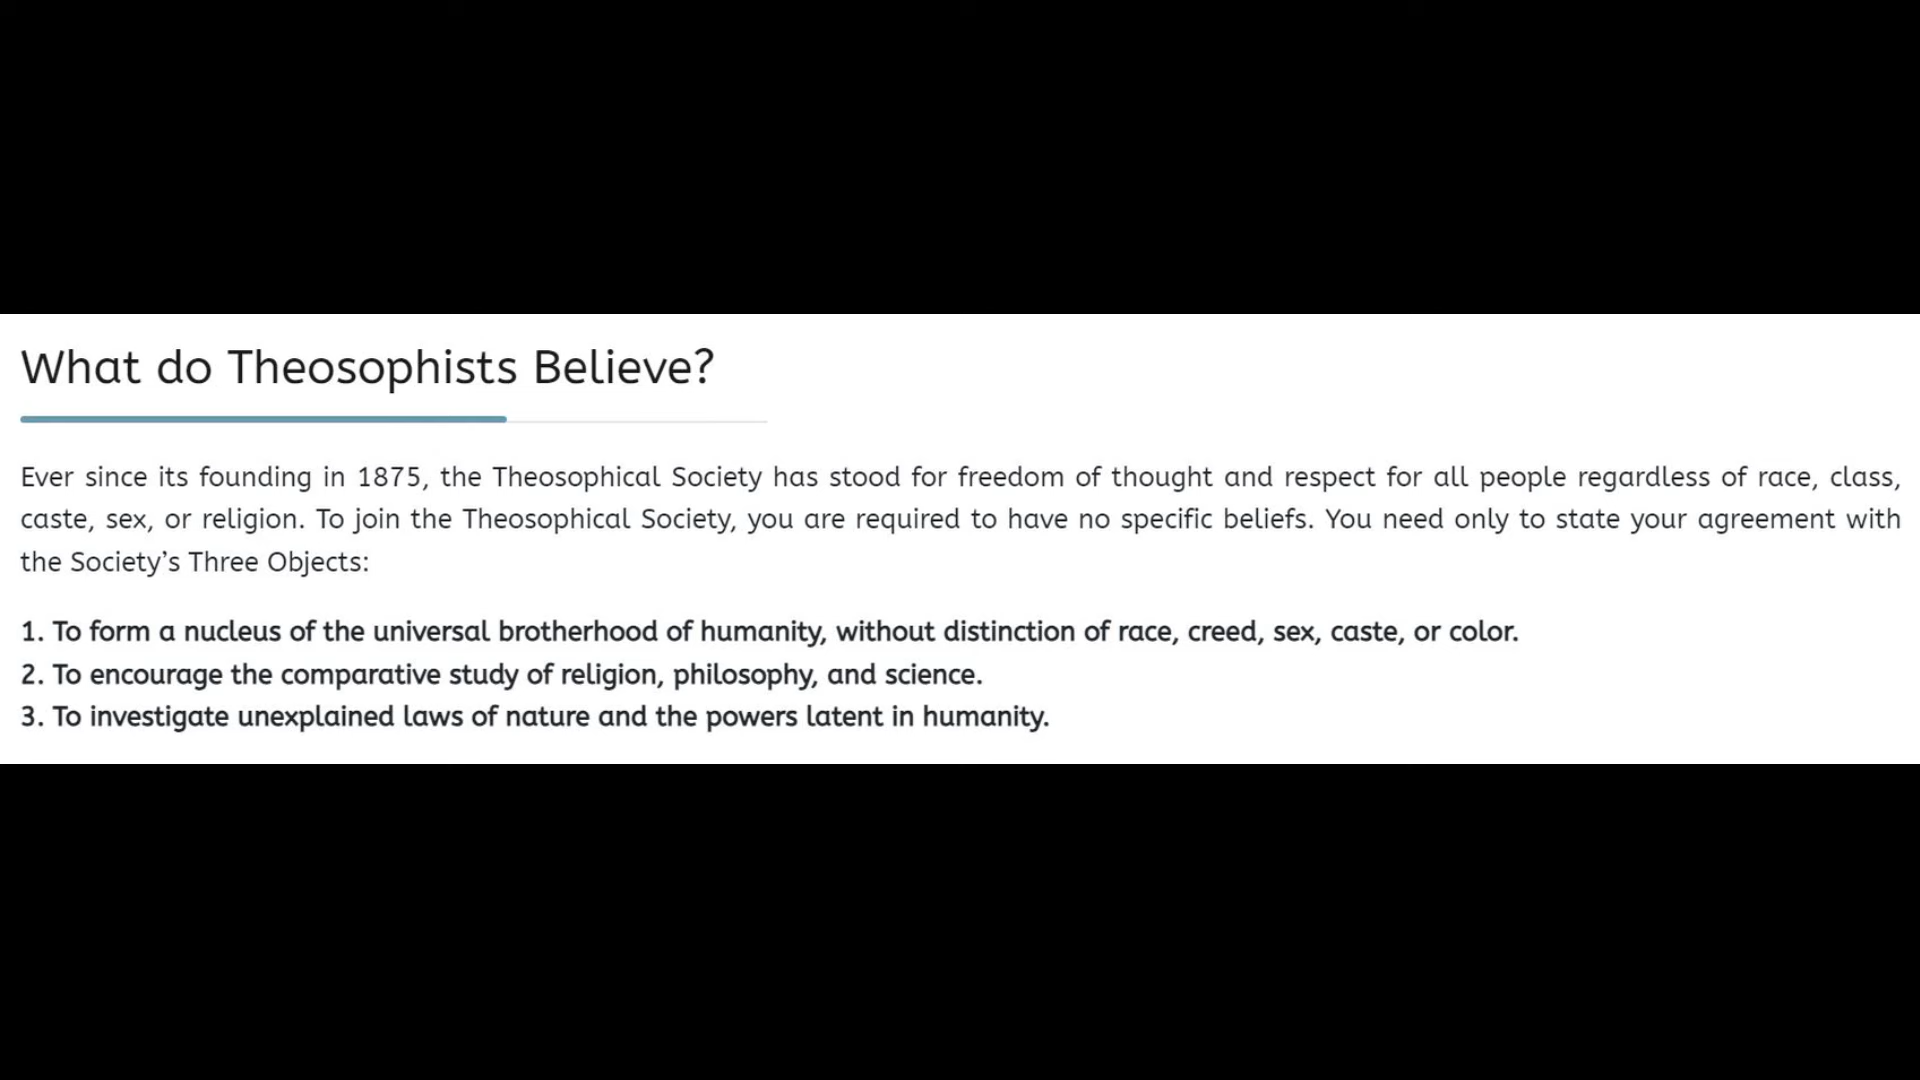 What do Theosophists Believe?
Ever since its founding in 1875, the Theosophical Society has stood for freedom of thought and respect for all people regardless of race, class,
caste, sex, or religion. To join the Theosophical Society, you are required to have no specific beliefs. You need only to state your agreement with
the Society’s Three Objects:
1. To form a nucleus of the universal brotherhood of humanity, without distinction of race, creed, sex, caste, or color.
2. To encourage the comparative study of religion, philosophy, and science.
3. To investigate unexplained laws of nature and the powers latent in humanity.